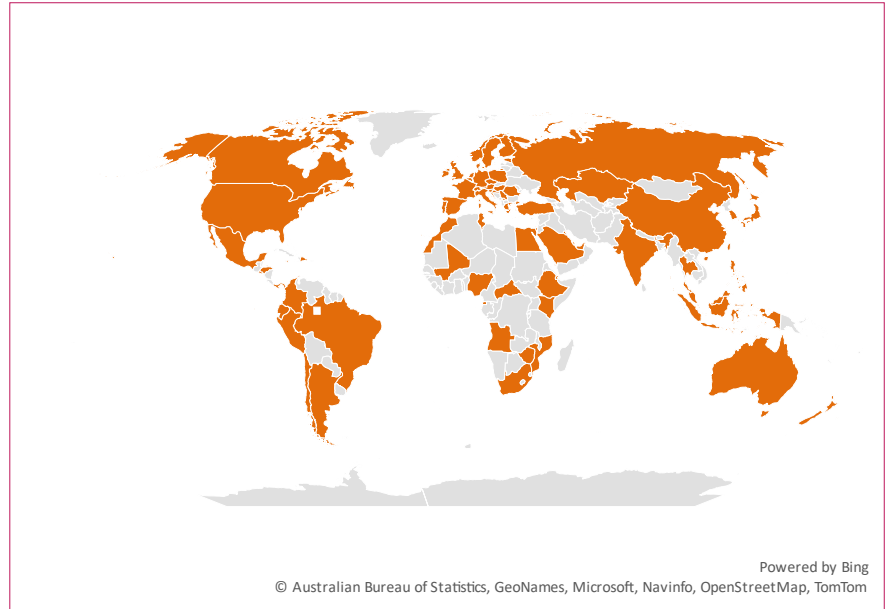 Powered by Bing
© Australian Bureau of Statistics, GeoNames, Microsoft, Navinfo, OpenStreetMap, TomTom